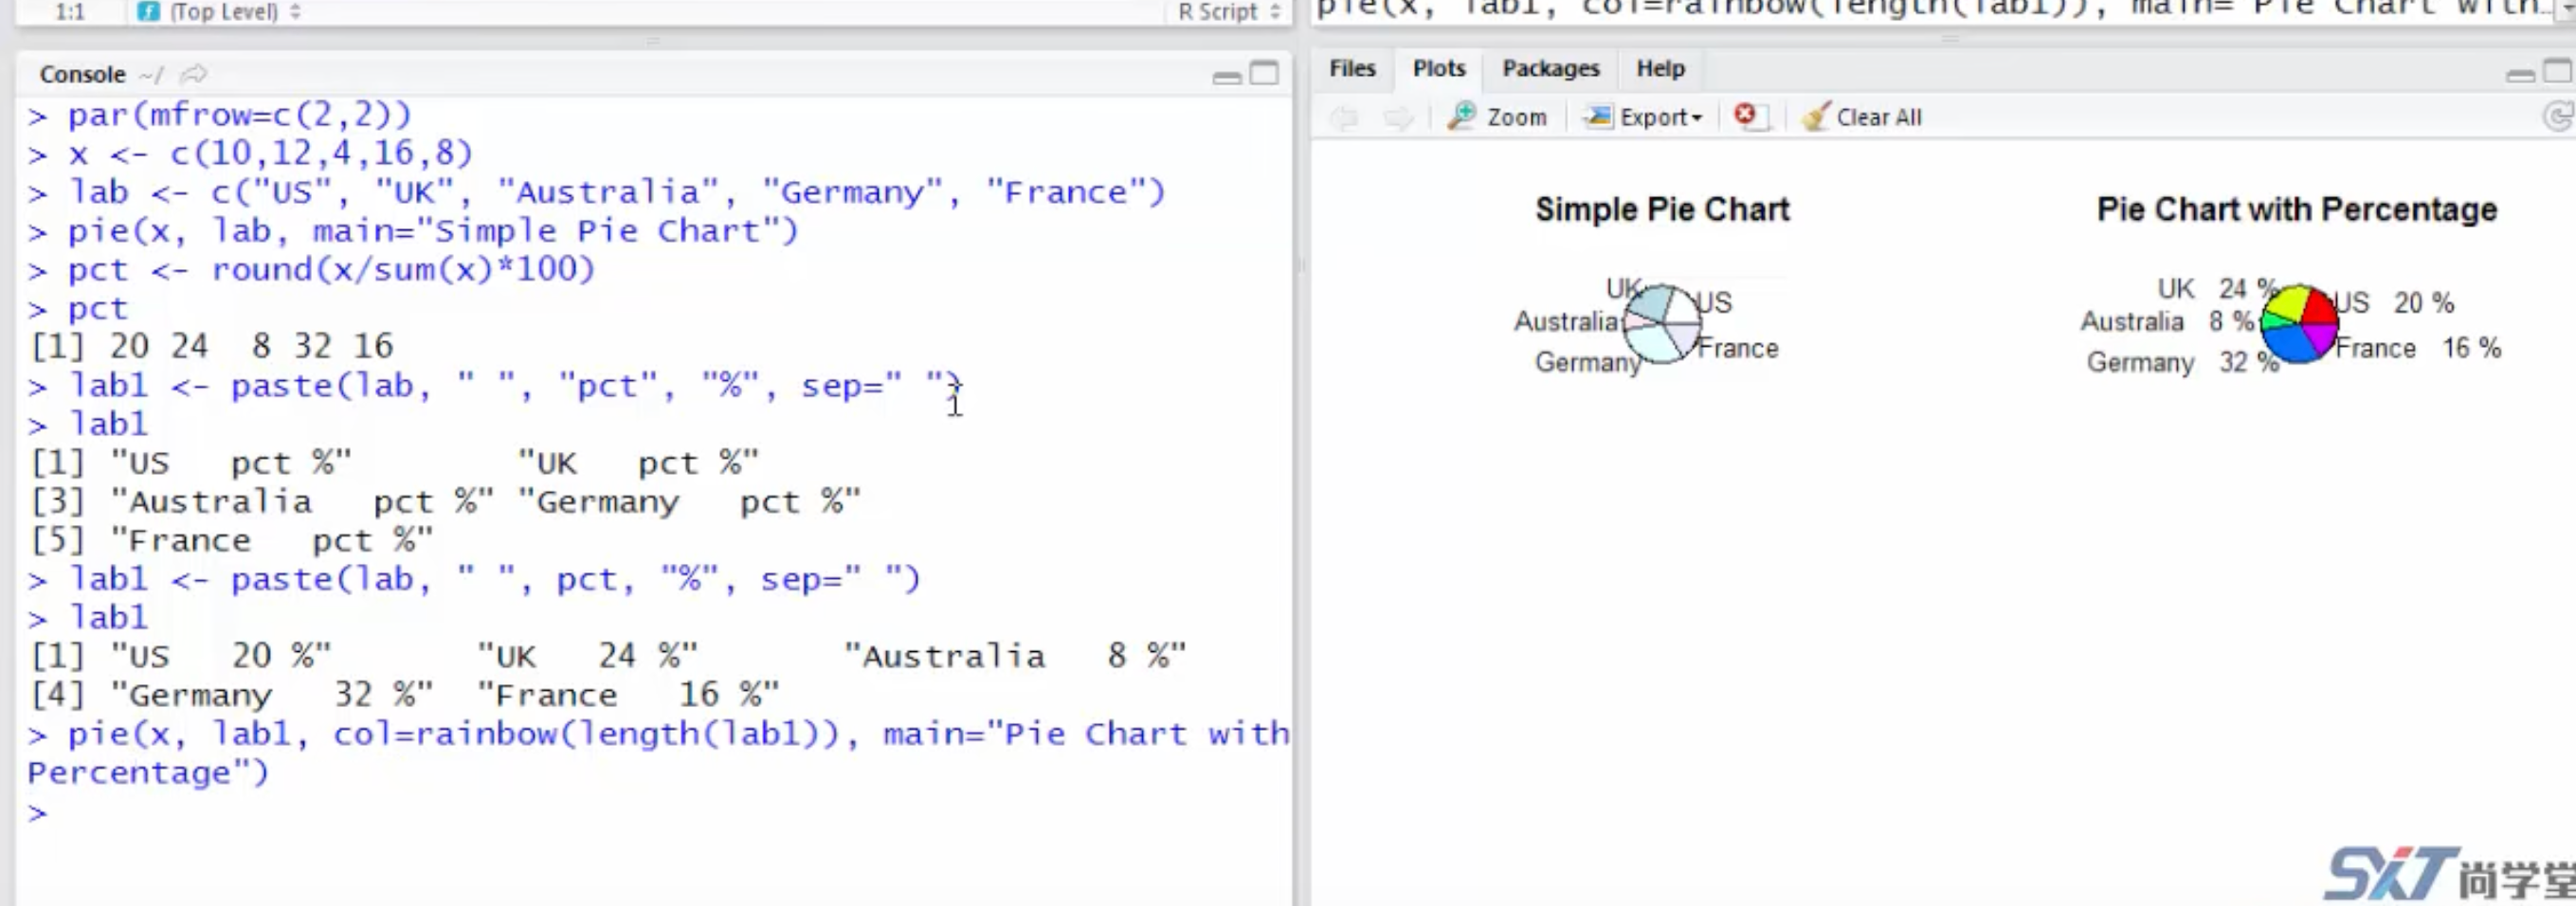 1:1 (Top Level) R Script
Console ~/
> par(mfrow=c(2,2))
> x <- c(10,12,4,16,8)
> lab <- c("US", "UK", "Australia", "Germany", "France")
> pie(x, lab, main="Simple Pie Chart")
> pct <- round(x/sum(x)*100)
> pct
[1] 20 24  8 32 16
> lab1 <- paste(lab, " ", "pct", "%", sep=" ")
> lab1
[1] "US   pct %"        "UK   pct %"
[3] "Australia   pct %" "Germany   pct %"
[5] "France   pct %"
> lab1 <- paste(lab, " ", pct, "%", sep=" ")
> lab1
[1] "US   20 %"       "UK   24 %"       "Australia   8 %"
[4] "Germany   32 %"  "France   16 %"
> pie(x, lab1, col=rainbow(length(lab1)), main="Pie Chart with
Percentage")
>
pie(x, lab1, col=rainbow(length(lab1)), main="Pie Chart with…
Files Plots Packages Help
Zoom Export Clear All
Simple Pie Chart
UK
US
Australia
France
Germany
Pie Chart with Percentage
UK 24 %
US 20 %
Australia 8 %
France 16 %
Germany 32 %
SXT 尚学堂